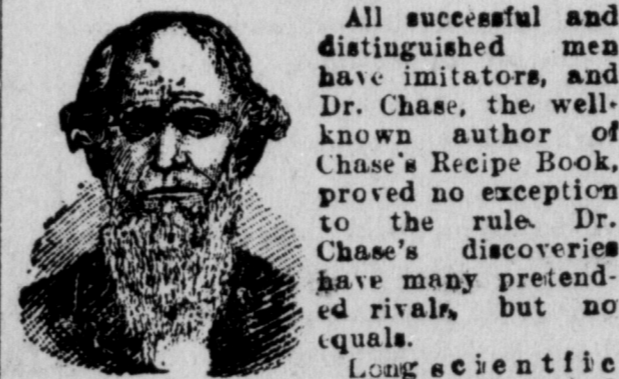 All successful and
distinguished men
have imitators, and
Dr. Chase, the well-
known author of
Chase's Recipe Book,
proved no exception
to the rule. Dr.
Chase's discoveries
have many pretend-
ed rivals, but no
equals.
Long scientfic